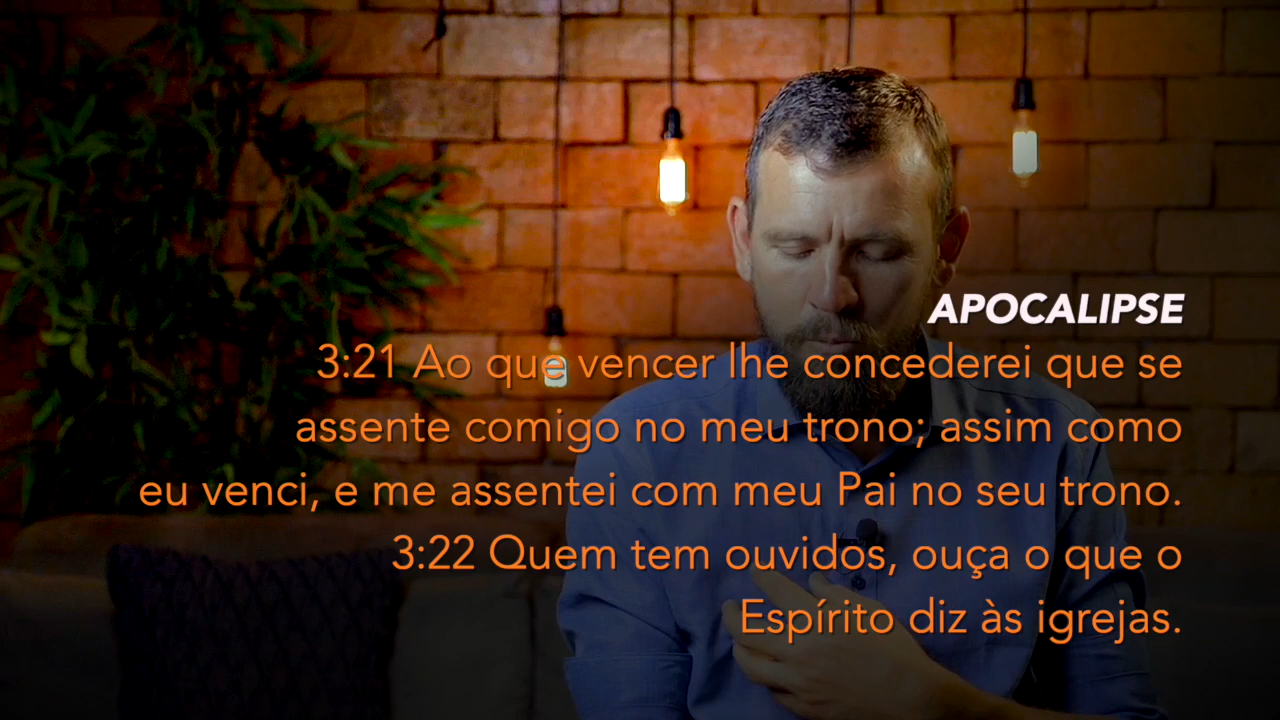 APOCALIPSE
3:21 Ao que vencer lhe concederei que se
assente comigo no meu trono; assim como
eu venci, e me assentei com meu Pai no seu trono.
3:22 Quem tem ouvidos, ouça o que o
Espírito diz às igrejas.